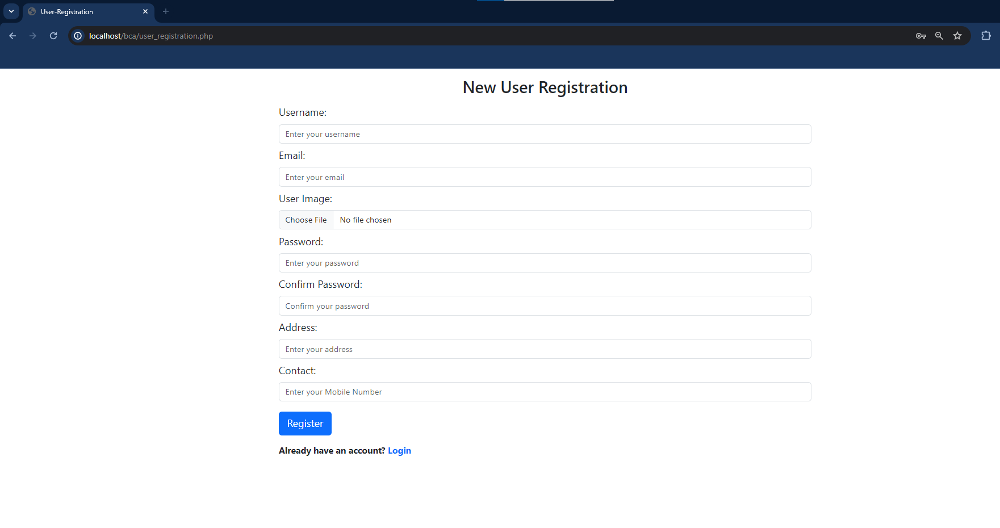 User-Registration
localhost/bca/user_registration.php
New User Registration
Username:
Enter your username
Email:
Enter your email
User Image:
Choose File No file chosen
Password:
Enter your password
Confirm Password:
Confirm your password
Address:
Enter your address
Contact:
Enter your Mobile Number
Register
Already have an account? Login